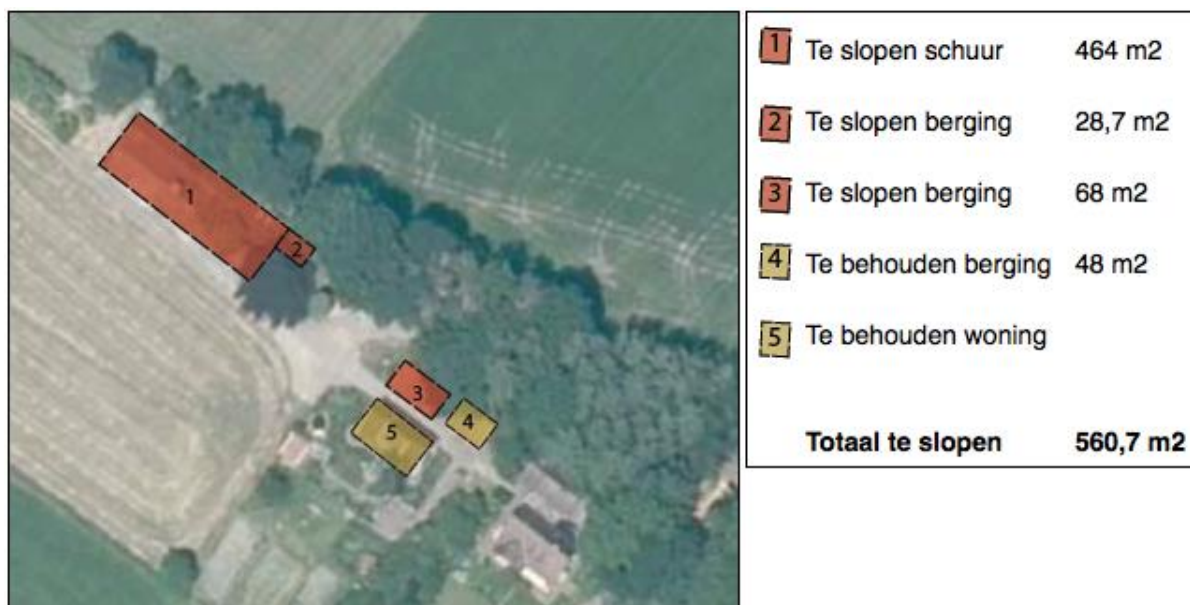 1 Te slopen schuur 464 m2
2 Te slopen berging 28,7 m2
3 Te slopen berging 68 m2
4 Te behouden berging 48 m2
5 Te behouden woning
Totaal te slopen 560,7 m2
1
2
3
4
5